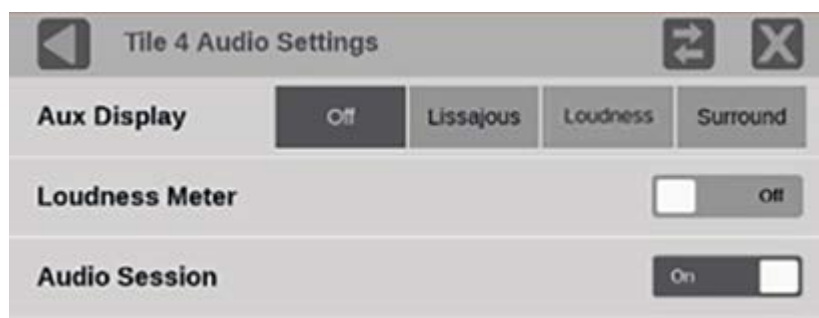 Tile 4 Audio Settings
Aux Display Off Lissajous Loudness Surround
Loudness Meter Off
Audio Session On